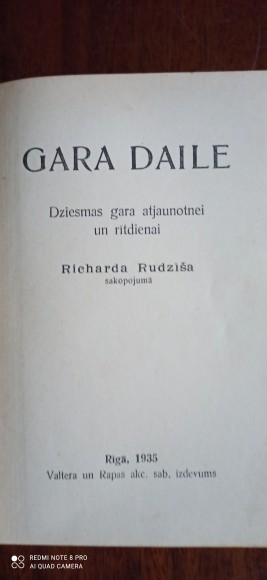 GARA DAILE
Dziesmas gara atjaunotnei
un rītdienai
Richarda Rudzīša
sakopojumā
Rīgā, 1935
Valtera un Rapas akc. sab. izdevums
REDMI NOTE 8 PRO
AI QUAD CAMERA